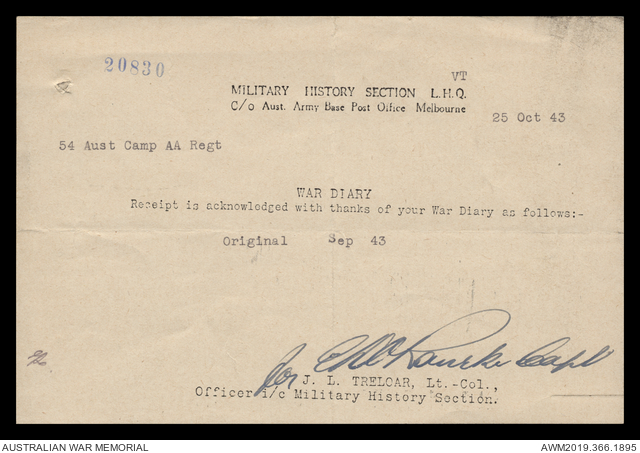 20830
VT
MILITARY HISTORY SECTION L.H.Q.
C/o Aust. Army Base Post Office Melbourne
25 Oct 43
54 Aust Camp AA Regt
WAR DIARY
Receipt is acknowledged with thanks of your War Diary as follows:-
Original Sep 43
for Capt
J. L. TRELOAR, Lt.-Col.,
Officer i/c Military History Section.
AUSTRALIAN WAR MEMORIAL
AWM2019.366.1895